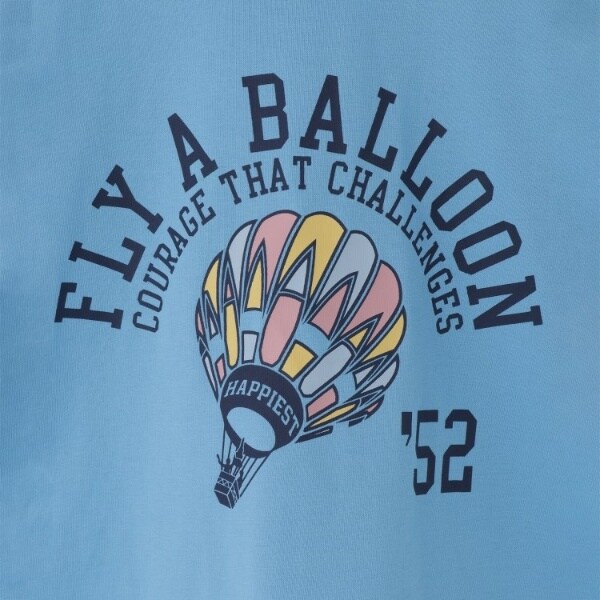 FLY A BALLOON
COURAGE THAT CHALLENGES
HAPPIEST
'52